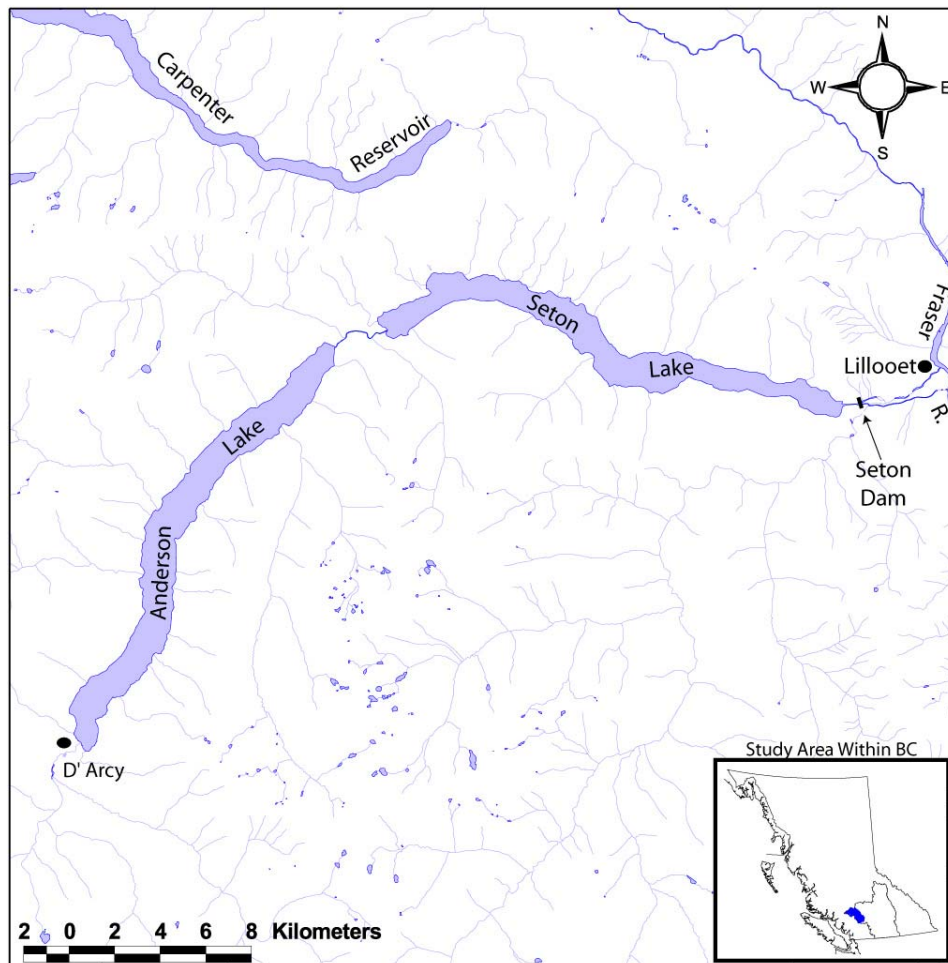 N
W E
S
Carpenter
Reservoir
Fraser
Seton
Lake
Lillooet
R.
Seton
Dam
Lake
Anderson
D' Arcy
Study Area Within BC
2 0 2 4 6 8 Kilometers